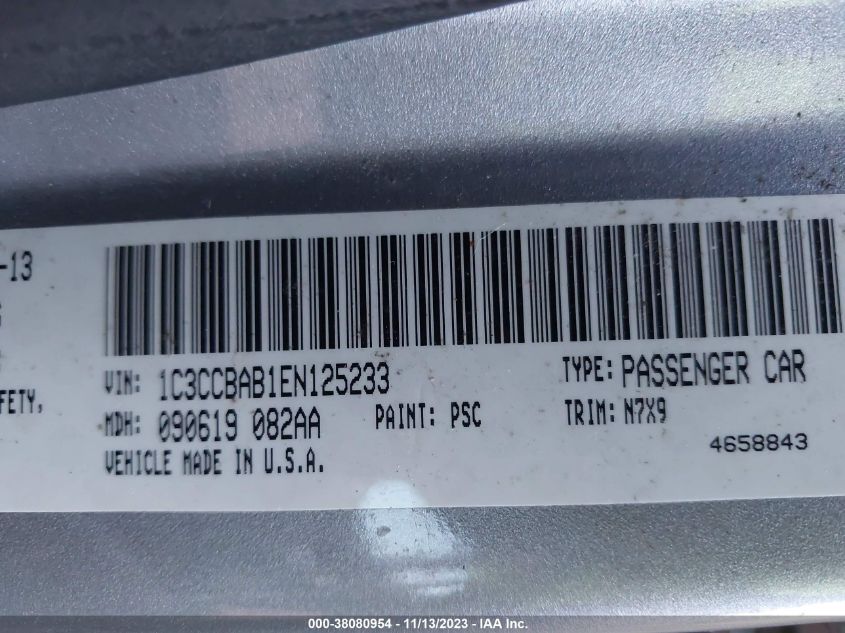 -13
FETY,
VIN: 1C3CCBAB1EN125233
TYPE: PASSENGER CAR
MDH: 090619 082AA
PAINT: PSC
TRIM: N7X9
VEHICLE MADE IN U.S.A.
4658843
000-38080954 - 11/13/2023 - IAA Inc.